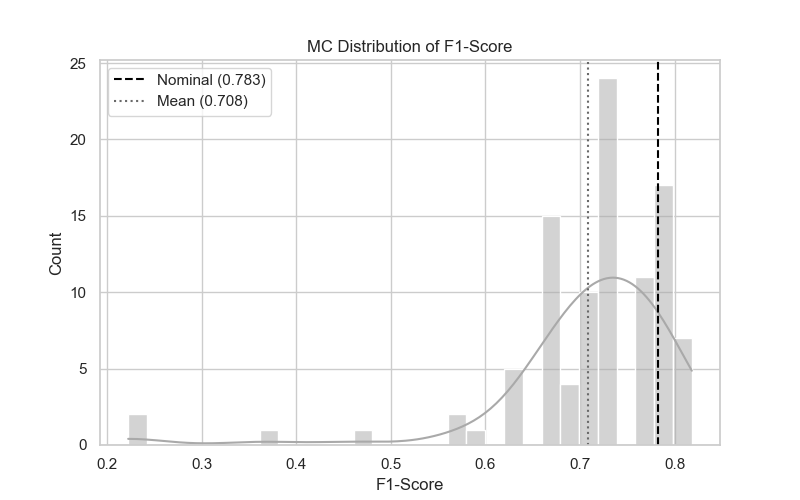 MC Distribution of F1-Score
Nominal (0.783)
Mean (0.708)
25
20
15
10
5
0
Count
0.2 0.3 0.4 0.5 0.6 0.7 0.8
F1-Score